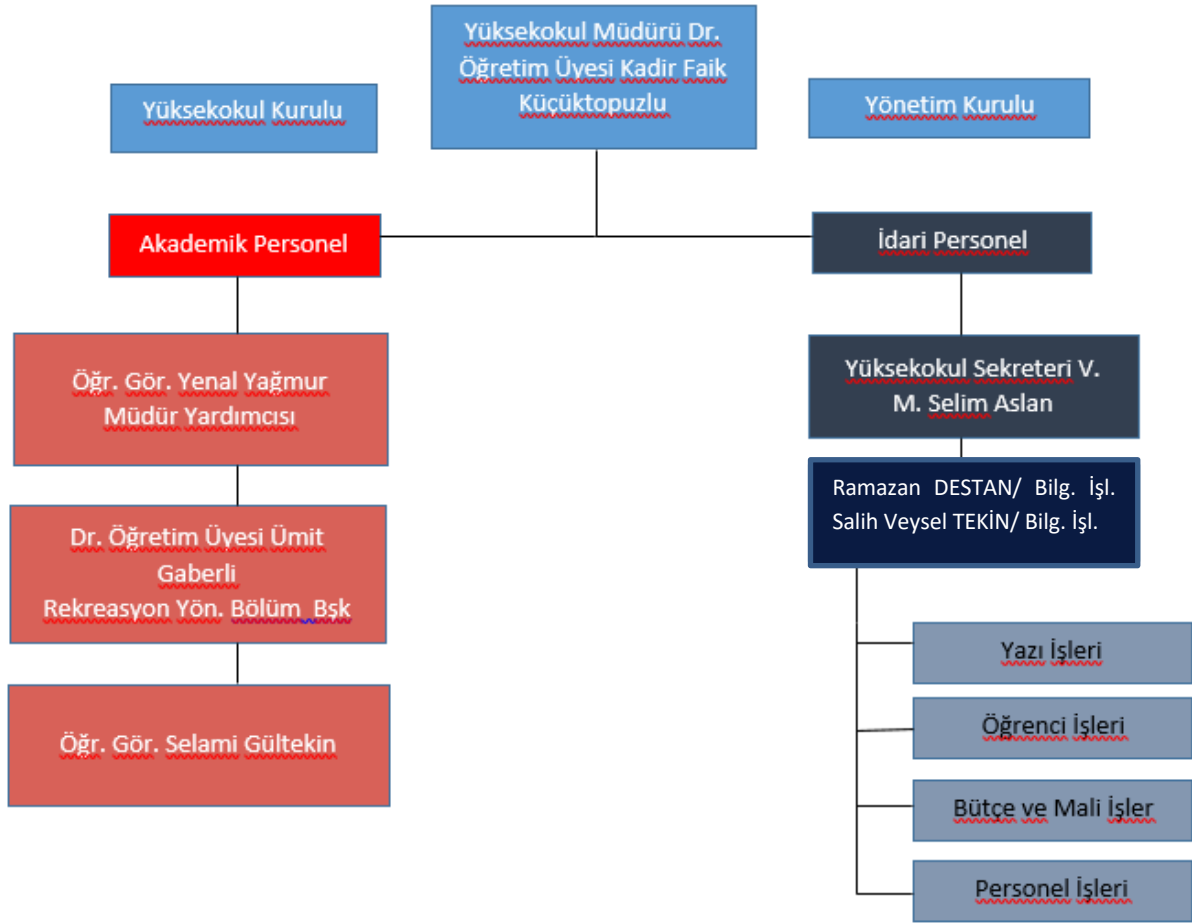 Yüksekokul Müdürü Dr.
Öğretim Üyesi Kadir Faik
Küçüktopuzlu
Yüksekokul Kurulu
Yönetim Kurulu
Akademik Personel
İdari Personel
Öğr. Gör. Yenal Yağmur
Müdür Yardımcısı
Yüksekokul Sekreteri V.
M. Selim Aslan
Ramazan DESTAN/ Bilg. İşl.
Salih Veysel TEKİN/ Bilg. İşl.
Dr. Öğretim Üyesi Ümit
Gaberli
Rekreasyon Yön. Bölüm Bşk
Öğr. Gör. Selami Gültekin
Yazı İşleri
Öğrenci İşleri
Bütçe ve Mali İşler
Personel İşleri